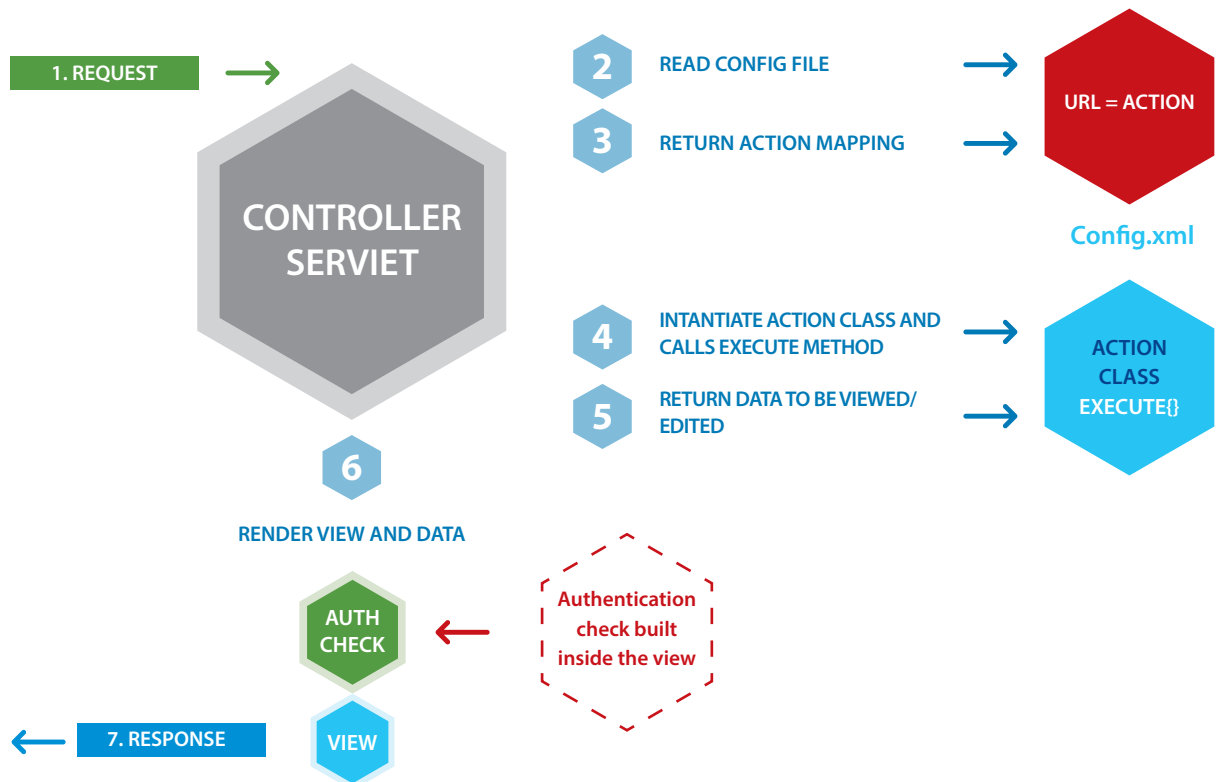 1. REQUEST
2
READ CONFIG FILE
3
RETURN ACTION MAPPING
URL = ACTION
Config.xml
CONTROLLER
SERVIET
4
INTANTIATE ACTION CLASS AND
CALLS EXECUTE METHOD
5
RETURN DATA TO BE VIEWED/
EDITED
ACTION
CLASS
EXECUTE{}
6
RENDER VIEW AND DATA
AUTH
CHECK
Authentication
check built
inside the view
VIEW
7. RESPONSE